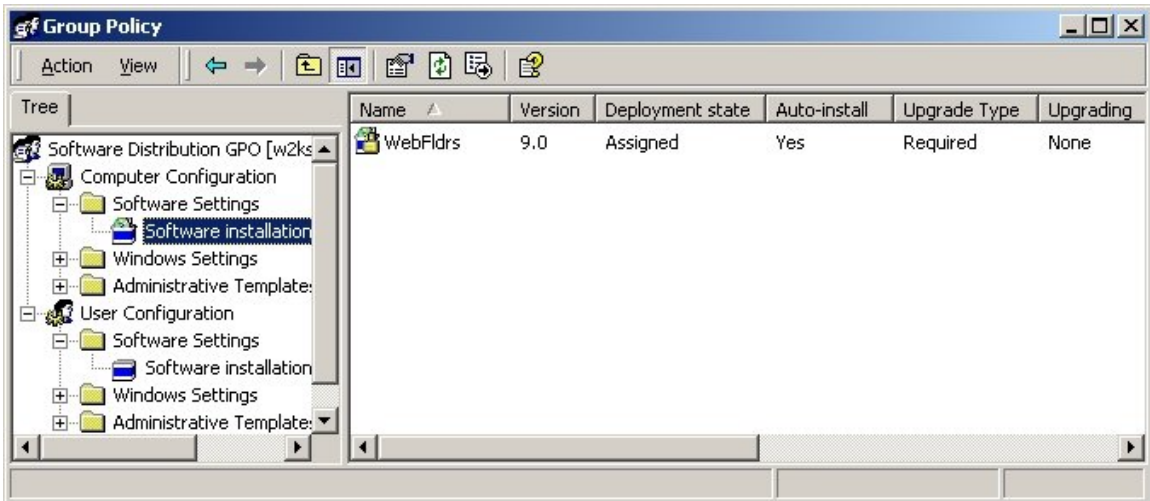 Group Policy
Action View
Tree
Name Version Deployment state Auto-install Upgrade Type Upgrading
WebFldrs 9.0 Assigned Yes Required None
Software Distribution GPO [w2ks
Computer Configuration
Software Settings
Software installation
Windows Settings
Administrative Template
User Configuration
Software Settings
Software installation
Windows Settings
Administrative Template